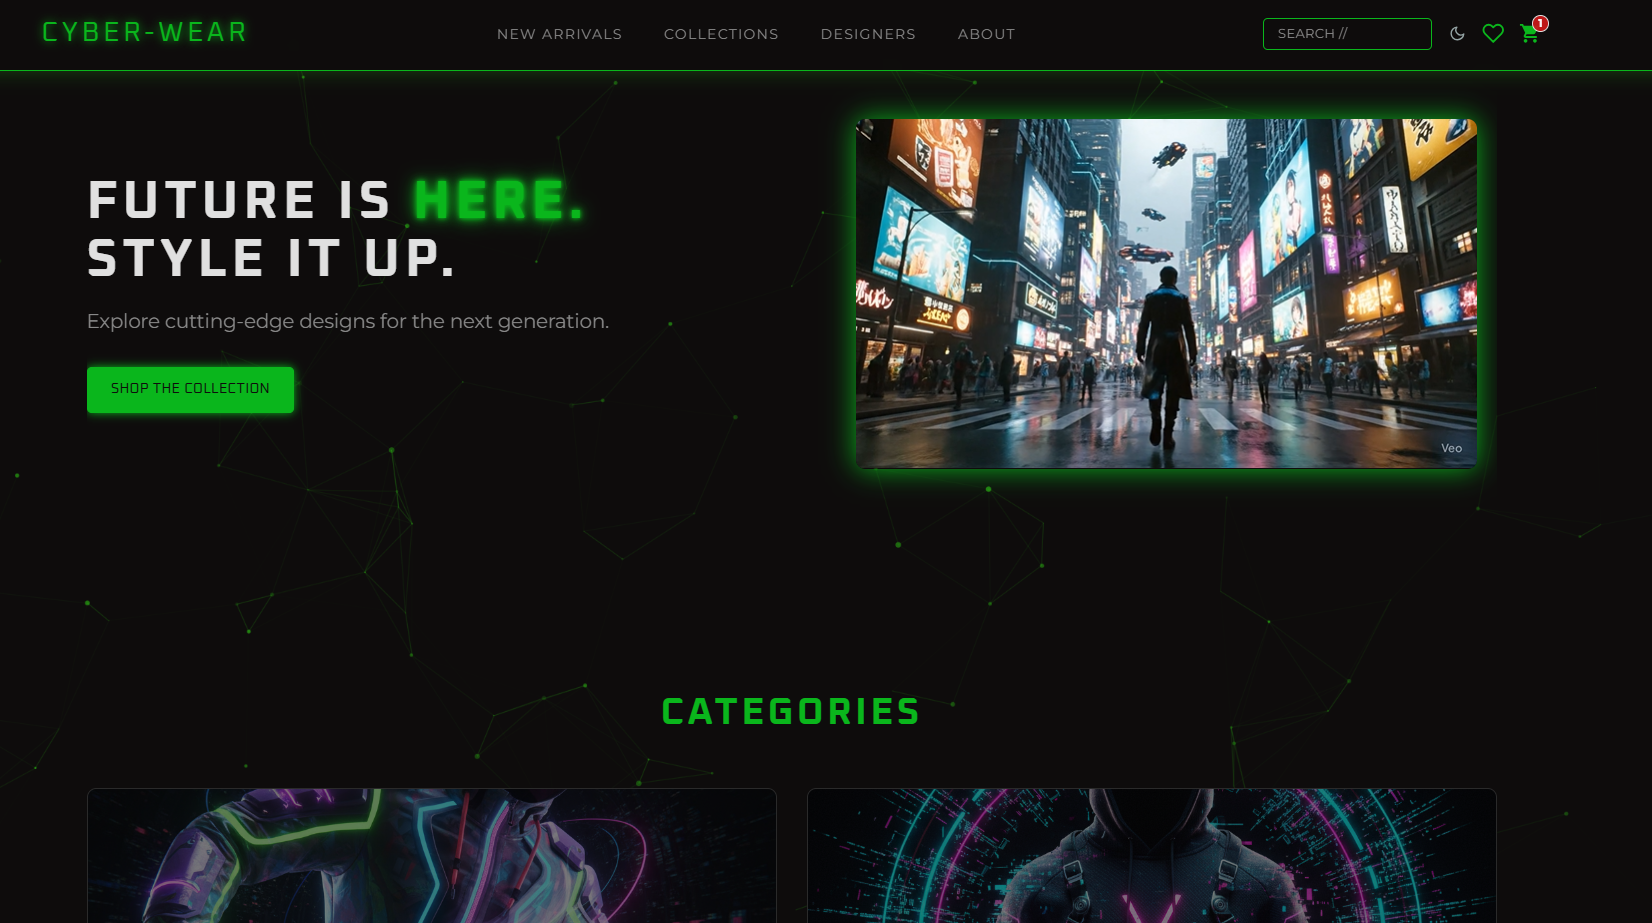 CYBER-WEAR
NEW ARRIVALS
COLLECTIONS
DESIGNERS
ABOUT
SEARCH //
1
FUTURE IS HERE.
STYLE IT UP.
Explore cutting-edge designs for the next generation.
SHOP THE COLLECTION
Veo
CATEGORIES